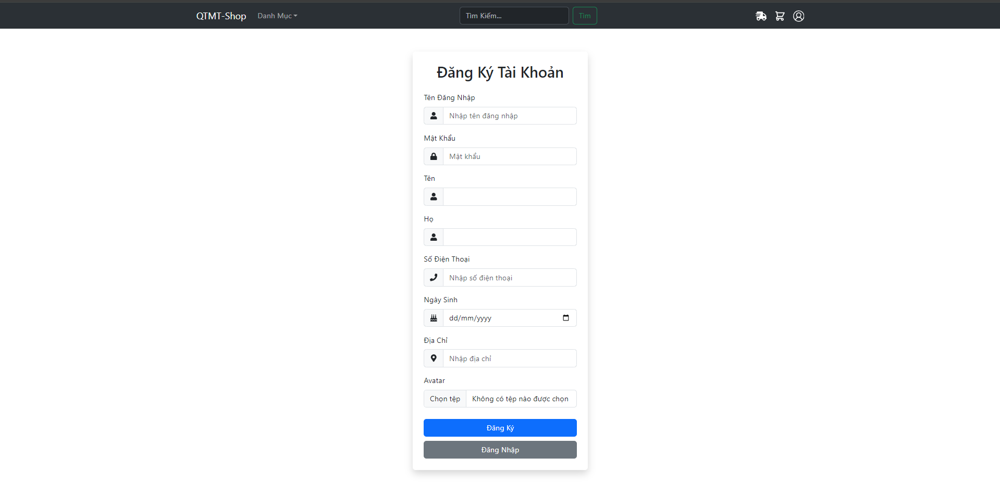 QTMT-Shop Danh Mục Tìm Kiếm... Tìm
Đăng Ký Tài Khoản
Tên Đăng Nhập
Nhập tên đăng nhập
Mật Khẩu
Mật khẩu
Tên
Họ
Số Điện Thoại
Nhập số điện thoại
Ngày Sinh
dd/mm/yyyy
Địa Chỉ
Nhập địa chỉ
Avatar
Chọn tệp Không có tệp nào được chọn
Đăng Ký
Đăng Nhập